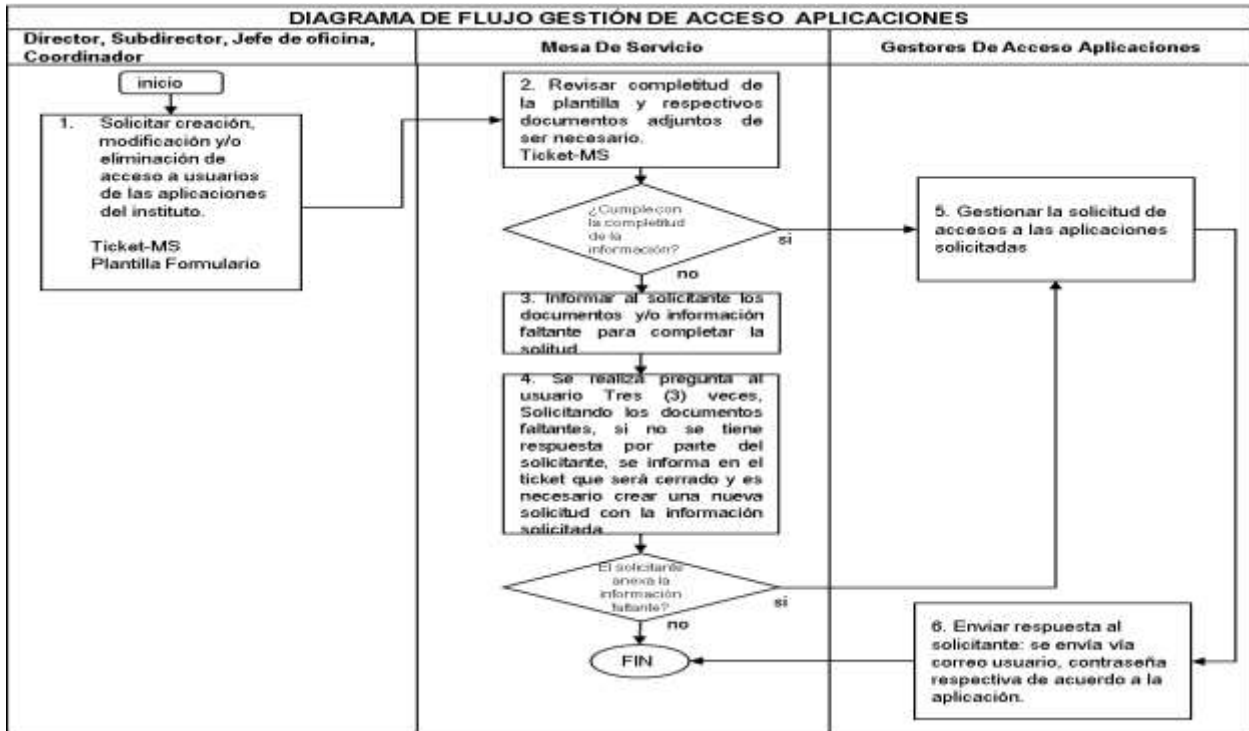 DIAGRAMA DE FLUJO GESTIÓN DE ACCESO APLICACIONES
Director, Subdirector, Jefe de oficina,
Coordinador
Mesa De Servicio
Gestores De Acceso Aplicaciones
inicio
1. Solicitar creación,
modificación y/o
eliminación de
acceso a usuarios
de las aplicaciones
del instituto.
Ticket-MS
Plantilla Formulario
2. Revisar completitud de
la plantilla y respectivos
documentos adjuntos de
ser necesario.
Ticket-MS
¿Cumple con
la completitud
de la
información?
si
no
3. Informar al solicitante los
documentos y/o información
faltante para completar la
solitud
4. Se realiza pregunta al
usuario Tres (3) veces,
Solicitando los documentos
faltantes, si no se tiene
respuesta por parte del
solicitante, se informa en el
ticket que será cerrado y es
necesario crear una nueva
solicitud con la información
solicitada
El solicitante
anexa la
información
faltante?
si
no
FIN
5. Gestionar la solicitud de
accesos a las aplicaciones
solicitadas
6. Enviar respuesta al
solicitante: se envía vía
correo usuario, contraseña
respectiva de acuerdo a la
aplicación.